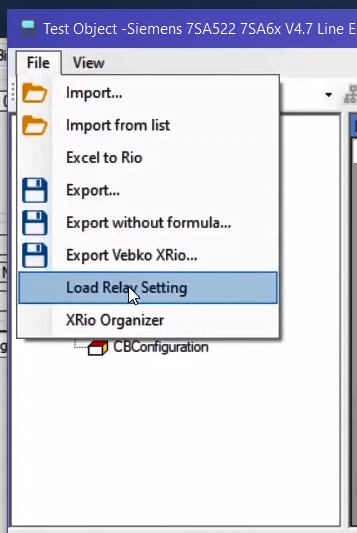 Test Object -Siemens 7SA522 7SA6x V4.7 Line E
File View
Import...
Import from list
Excel to Rio
Export...
Export without formula...
Export Vebko XRio...
Load Relay Setting
XRio Organizer
CBConfiguration